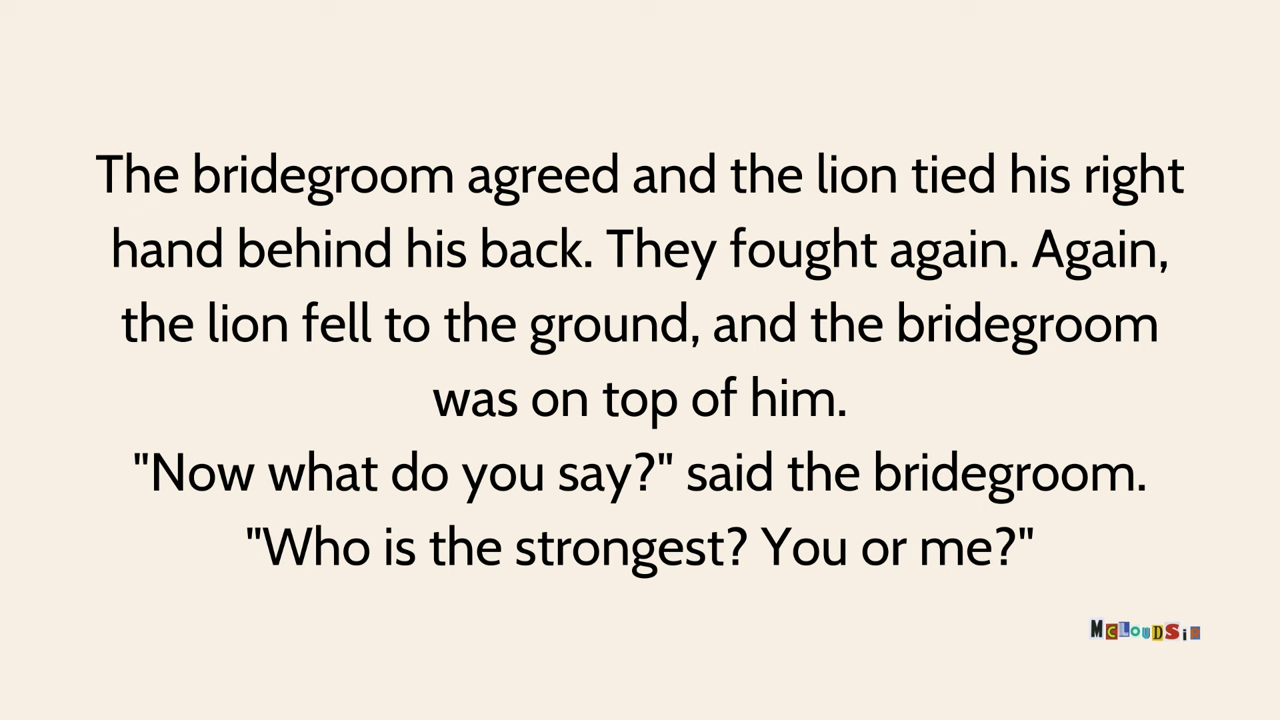 The bridegroom agreed and the lion tied his right
hand behind his back. They fought again. Again,
the lion fell to the ground, and the bridegroom
was on top of him.
"Now what do you say?" said the bridegroom.
"Who is the strongest? You or me?"